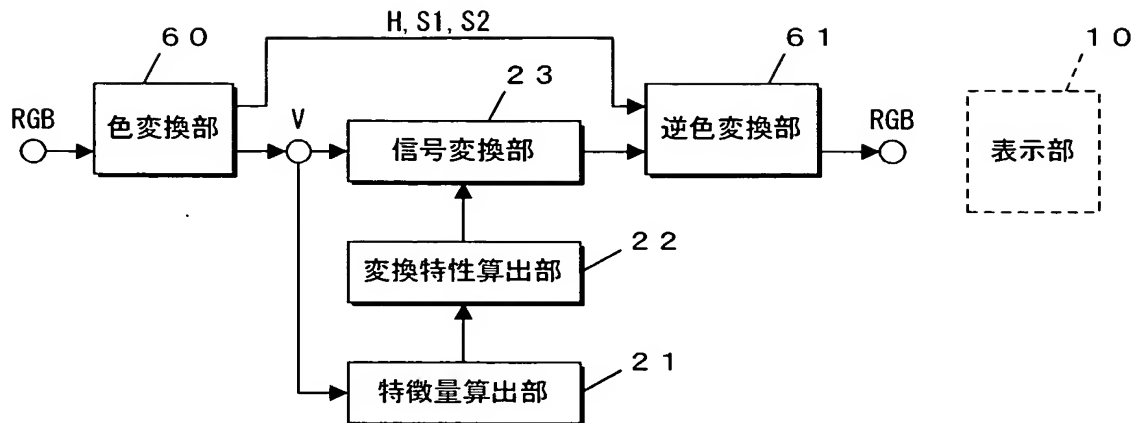 ６０
H, S1, S2
６１
１０
２３
RGB
色変換部
V
信号変換部
逆色変換部
RGB
表示部
２２
変換特性算出部
２１
特徴量算出部